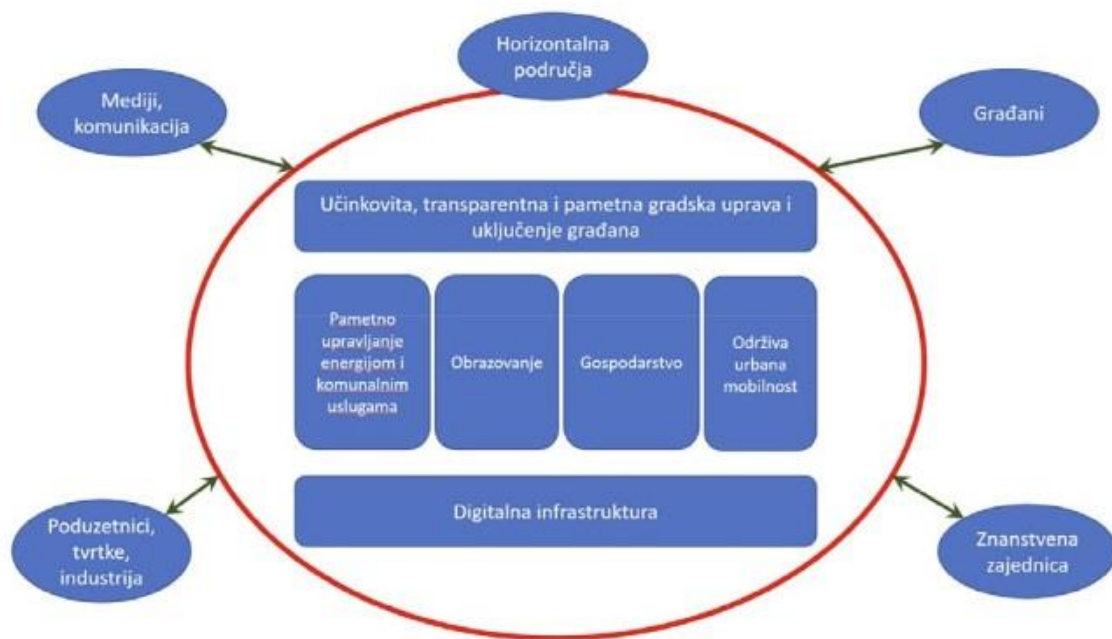 Horizontalna
područja
Mediji,
komunikacija
Građani
Učinkovita, transparentna i pametna gradska uprava i
uključenje građana
Pametno
upravljanje
energijom i
komunalnim
uslugama
Obrazovanje
Gospodarstvo
Održiva
urbana
mobilnost
Digitalna infrastruktura
Poduzetnici,
tvrtke,
industrija
Znanstvena
zajednica